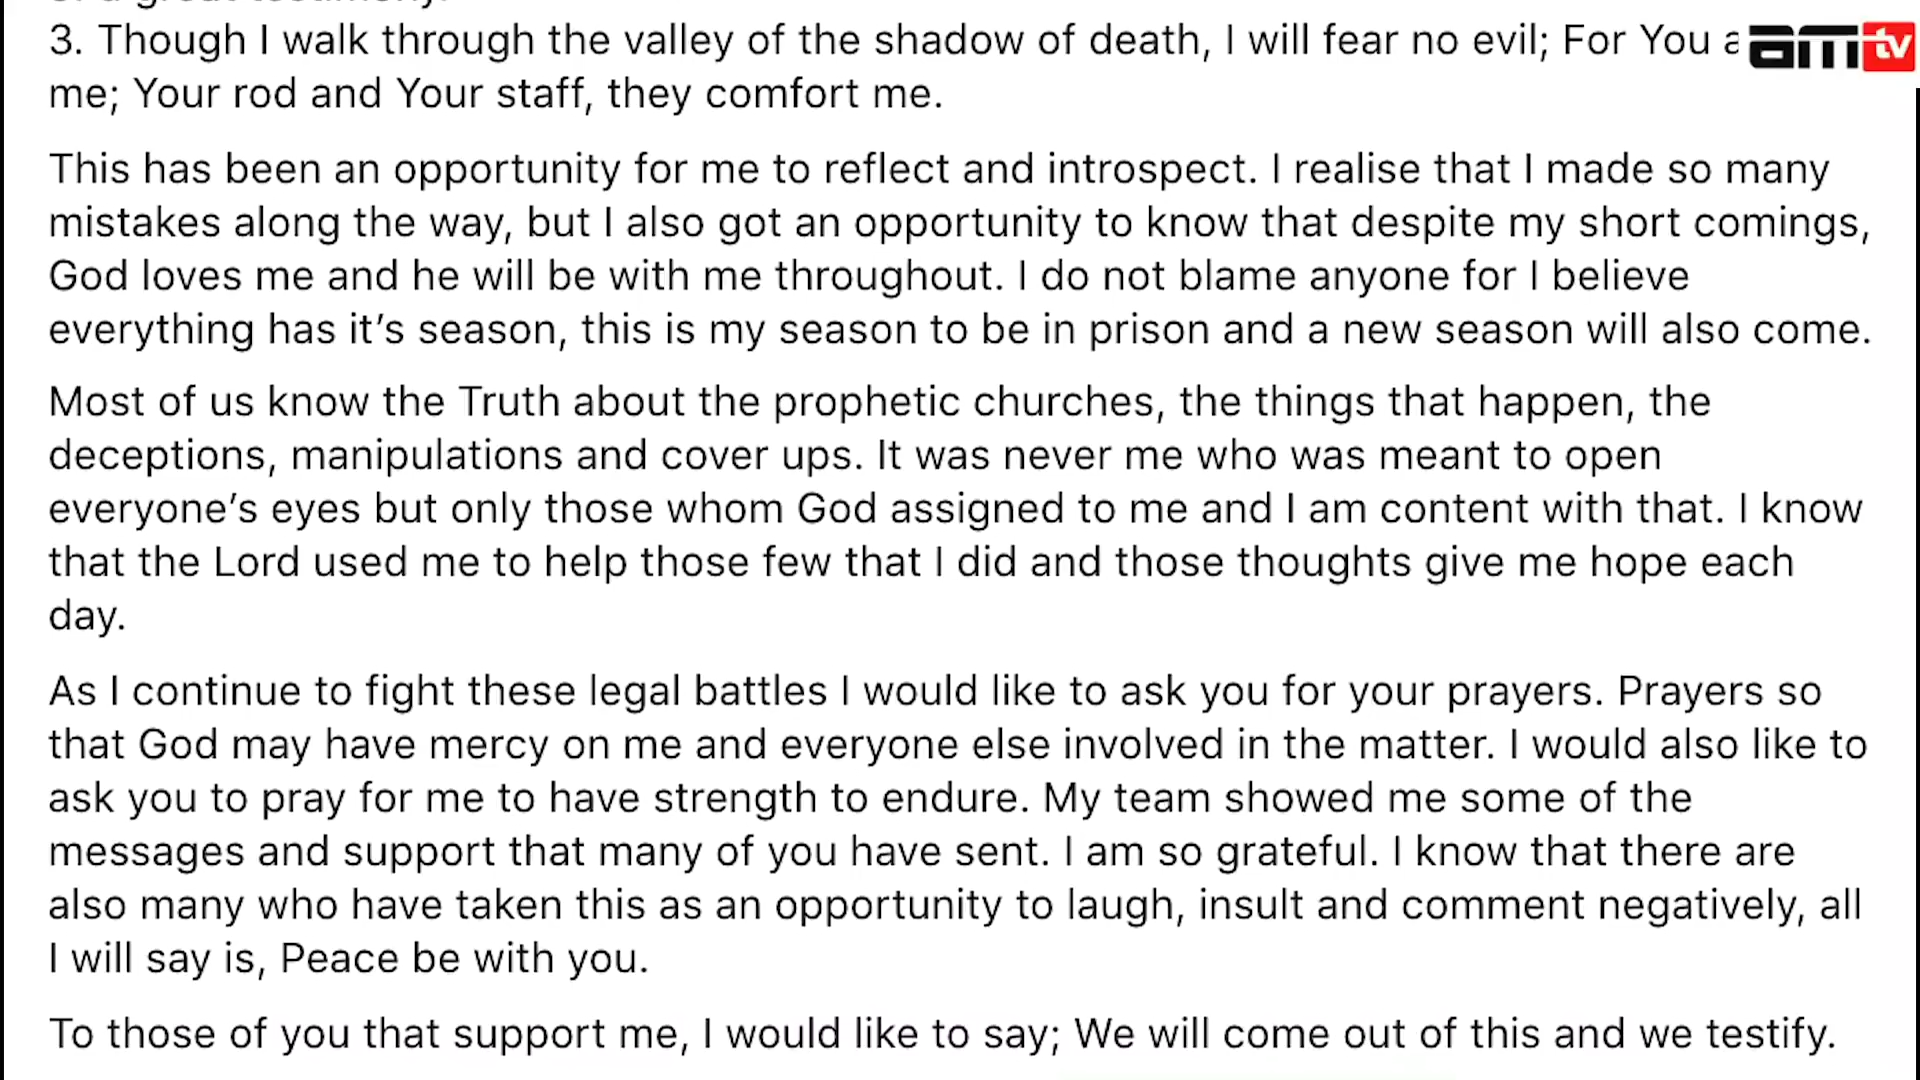 3. Though I walk through the valley of the shadow of death, I will fear no evil; For You a
amtv
me; Your rod and Your staff, they comfort me.
This has been an opportunity for me to reflect and introspect. I realise that I made so many
mistakes along the way, but I also got an opportunity to know that despite my short comings,
God loves me and he will be with me throughout. I do not blame anyone for I believe
everything has it’s season, this is my season to be in prison and a new season will also come.
Most of us know the Truth about the prophetic churches, the things that happen, the
deceptions, manipulations and cover ups. It was never me who was meant to open
everyone’s eyes but only those whom God assigned to me and I am content with that. I know
that the Lord used me to help those few that I did and those thoughts give me hope each
day.
As I continue to fight these legal battles I would like to ask you for your prayers. Prayers so
that God may have mercy on me and everyone else involved in the matter. I would also like to
ask you to pray for me to have strength to endure. My team showed me some of the
messages and support that many of you have sent. I am so grateful. I know that there are
also many who have taken this as an opportunity to laugh, insult and comment negatively, all
I will say is, Peace be with you.
To those of you that support me, I would like to say; We will come out of this and we testify.